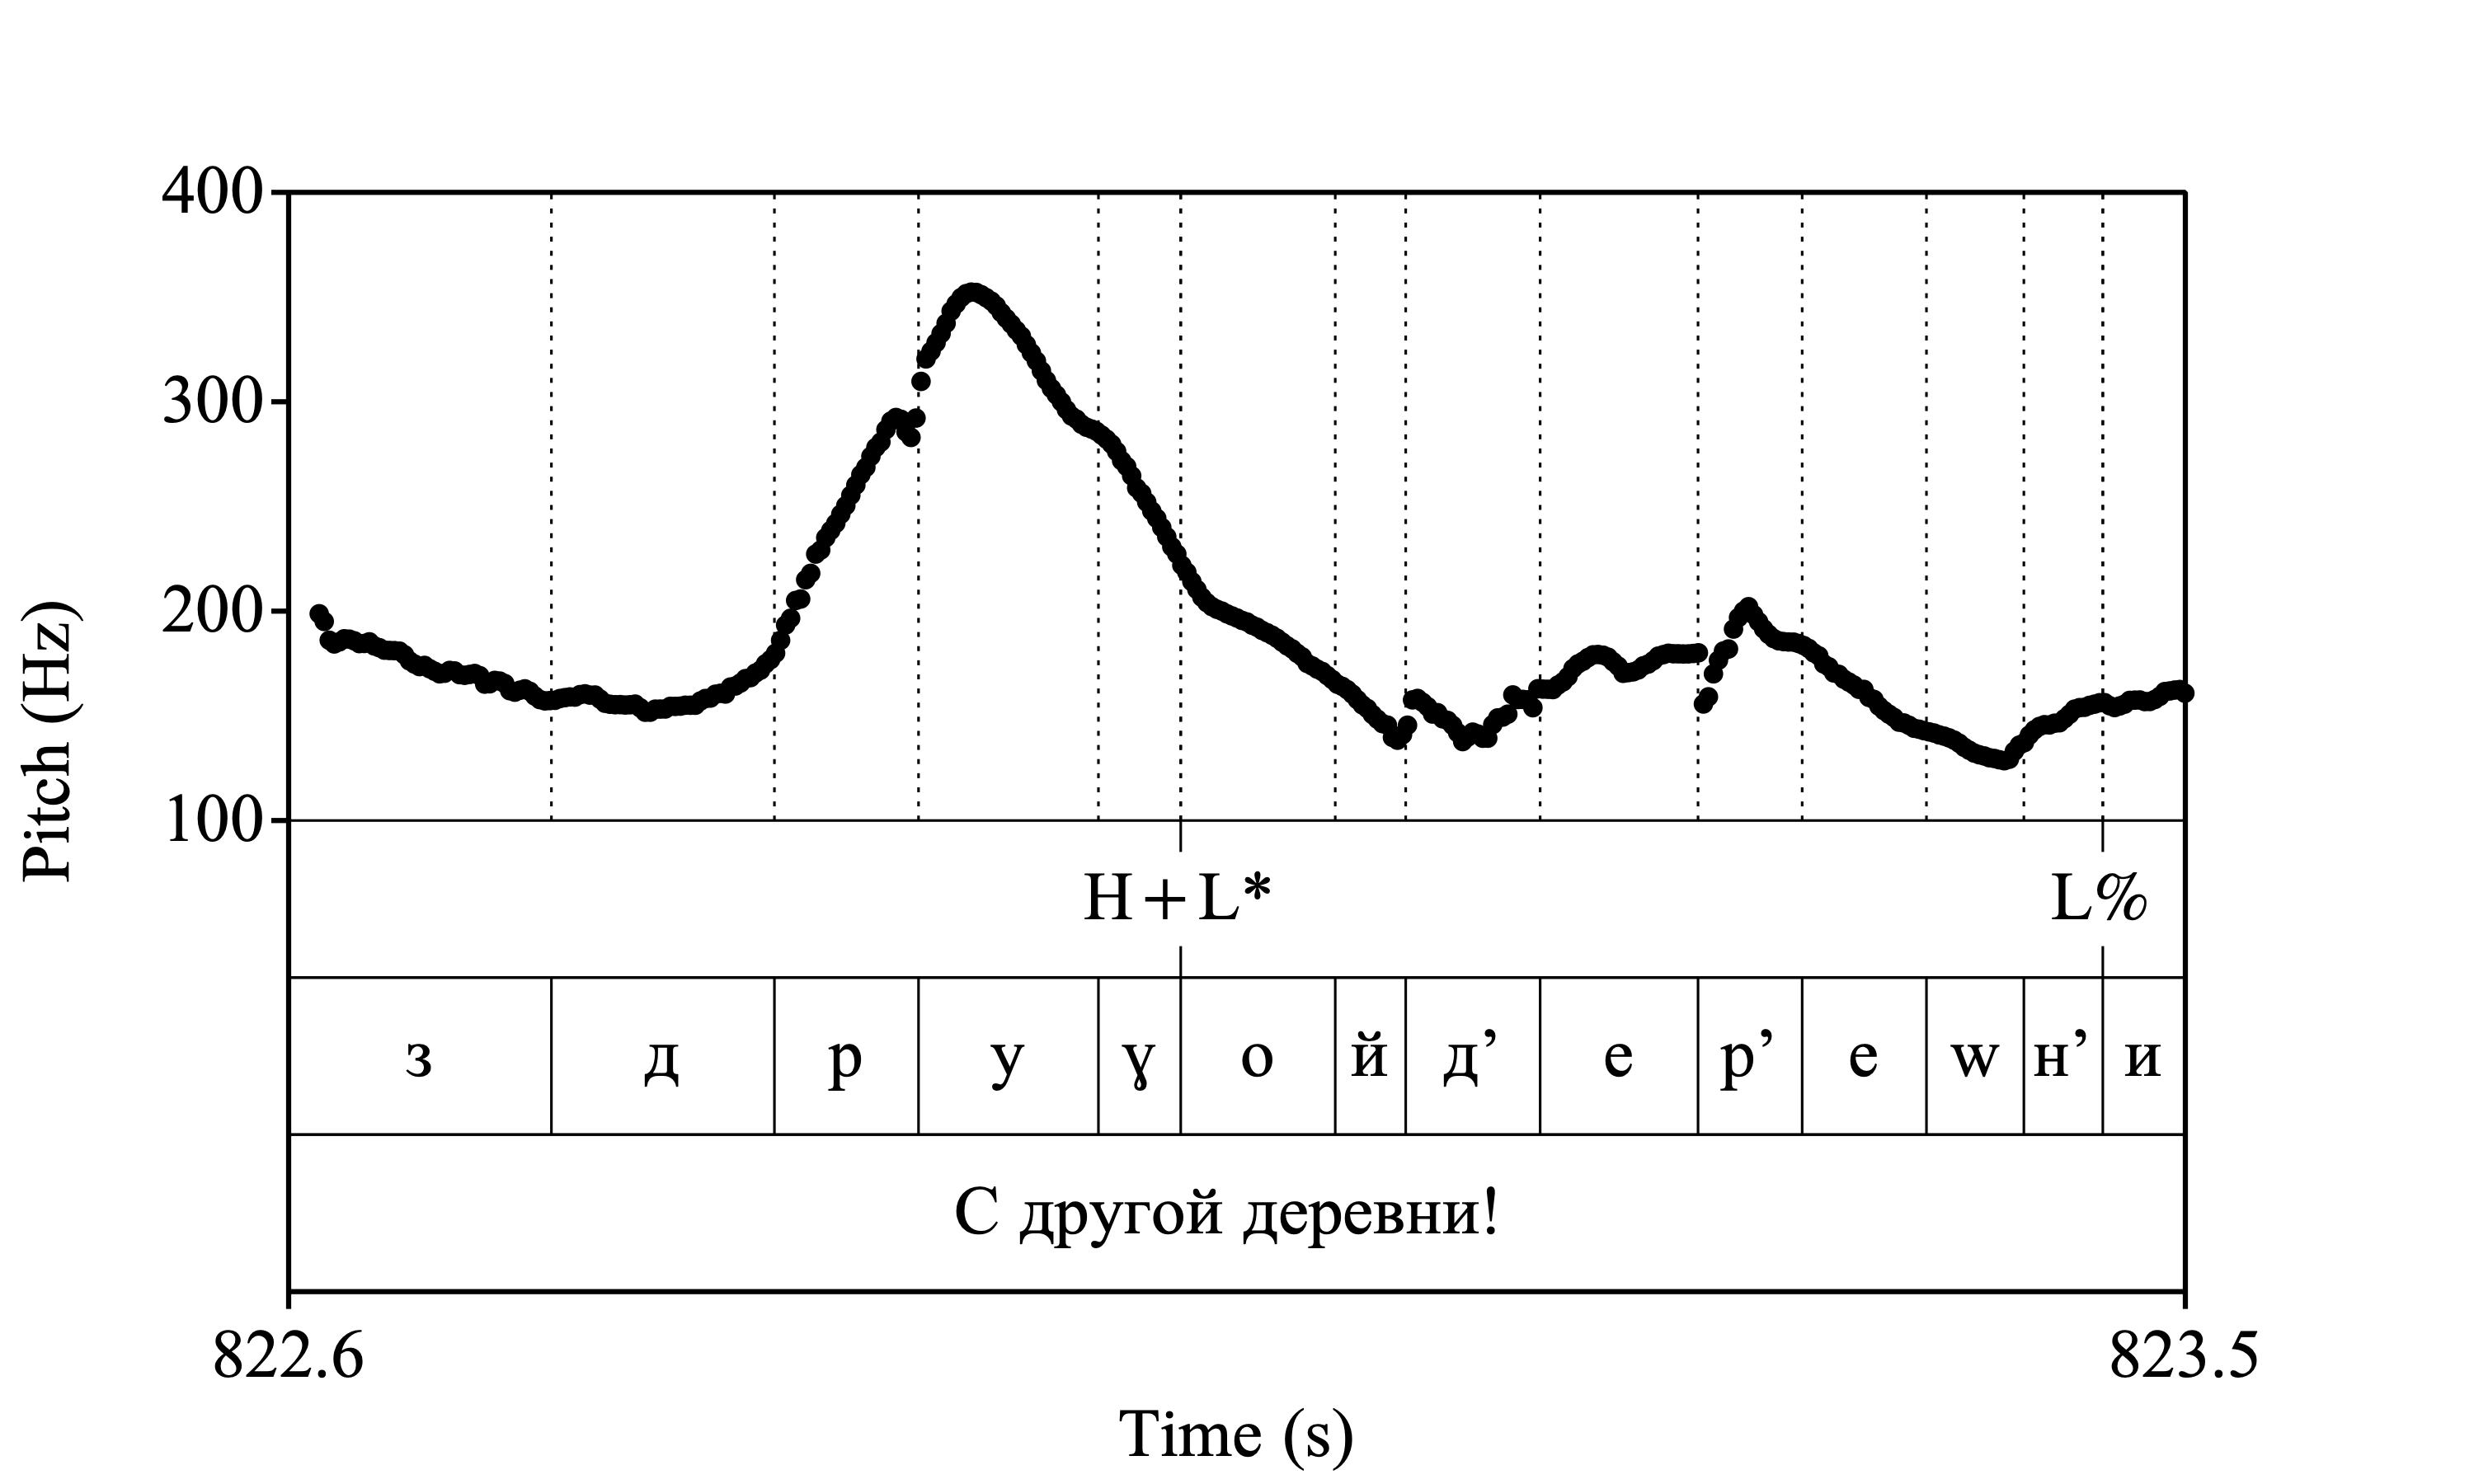 400
300
200
100
Pitch (Hz)
H+L* L%
з д р у ɣ о й д’ е р’ е w н’ и
С другой деревни!
822.6 823.5
Time (s)